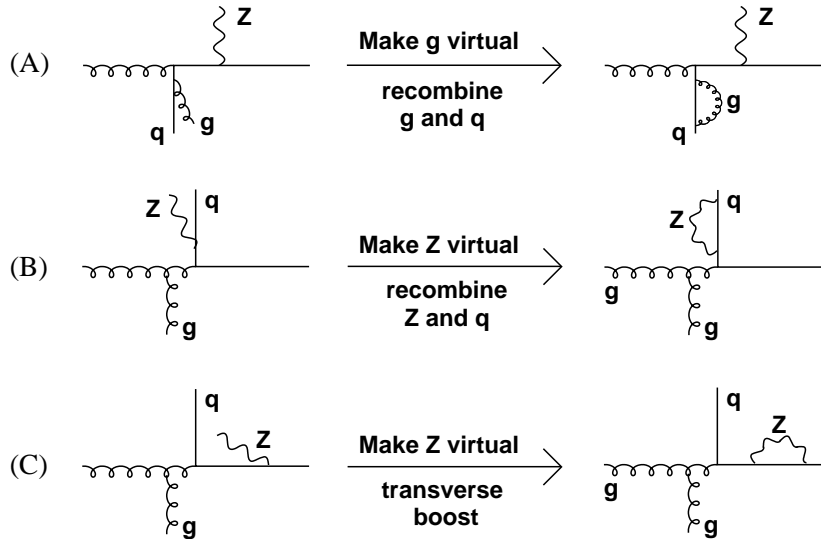 Z
(A)
Make g virtual
recombine
g and q
q
g
Z
g
q
(B)
Z
q
g
Make Z virtual
recombine
Z and q
q
Z
g
g
(C)
q
Z
g
Make Z virtual
transverse
boost
q
Z
g
g